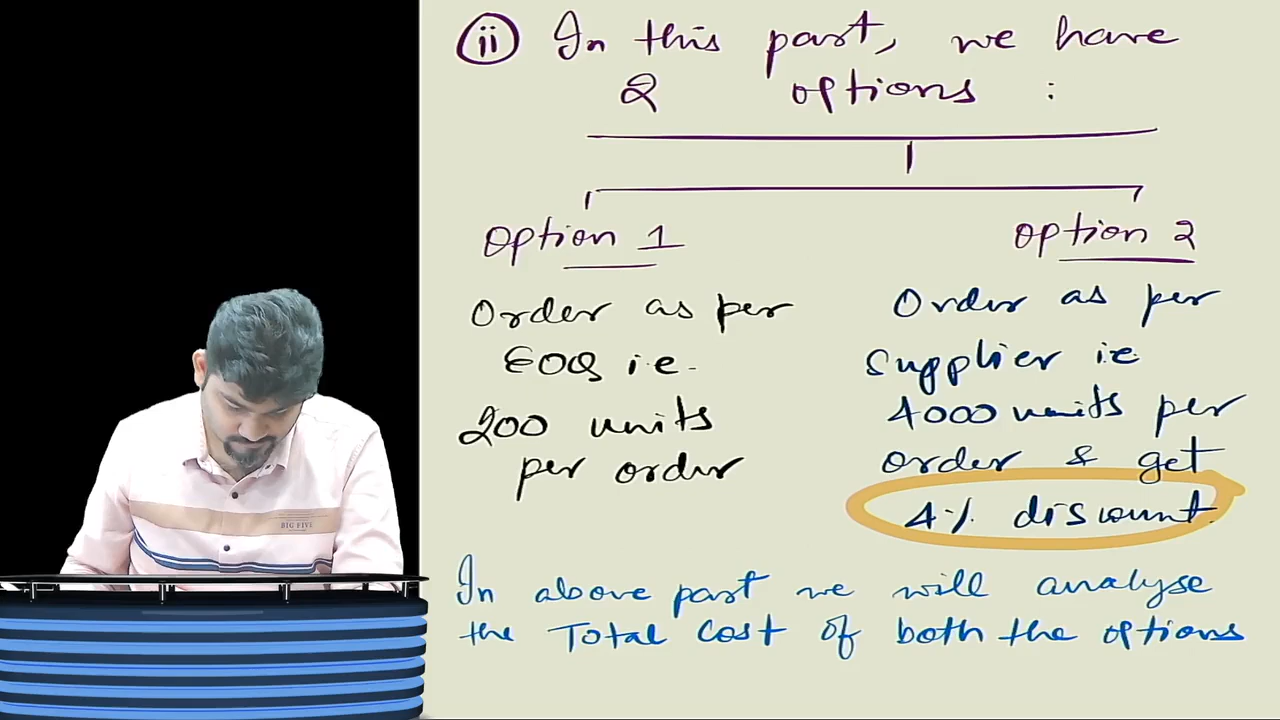 (ii) In this part, we have
2 options :
Option 1
Option 2
Order as per
EOQ i.e.
200 units
per order
Order as per
supplier i.e
4000 units per
order & get
4% discount.
In above part we will analyse
the Total Cost of both the options
BIG FIVE